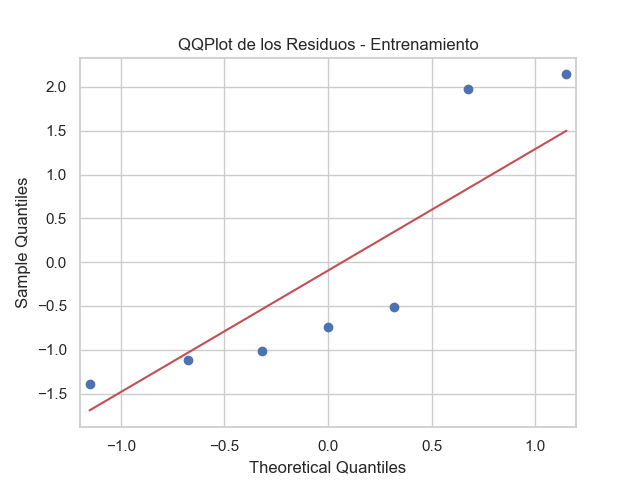 QQPlot de los Residuos - Entrenamiento
2.0
1.5
1.0
0.5
0.0
−0.5
−1.0
−1.5
Sample Quantiles
−1.0 −0.5 0.0 0.5 1.0
Theoretical Quantiles